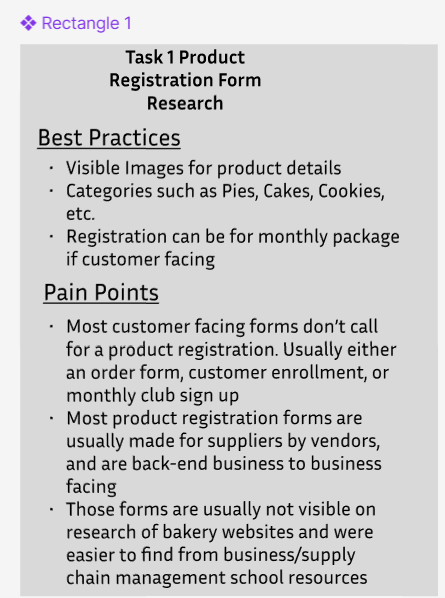 Rectangle 1
Task 1 Product
Registration Form
Research
Best Practices
· Visible Images for product details
· Categories such as Pies, Cakes, Cookies,
etc.
· Registration can be for monthly package
if customer facing
Pain Points
· Most customer facing forms don't call
for a product registration. Usually either
an order form, customer enrollment, or
monthly club sign up
· Most product registration forms are
usually made for suppliers by vendors,
and are back-end business to business
facing
· Those forms are usually not visible on
research of bakery websites and were
easier to find from business/supply
chain management school resources